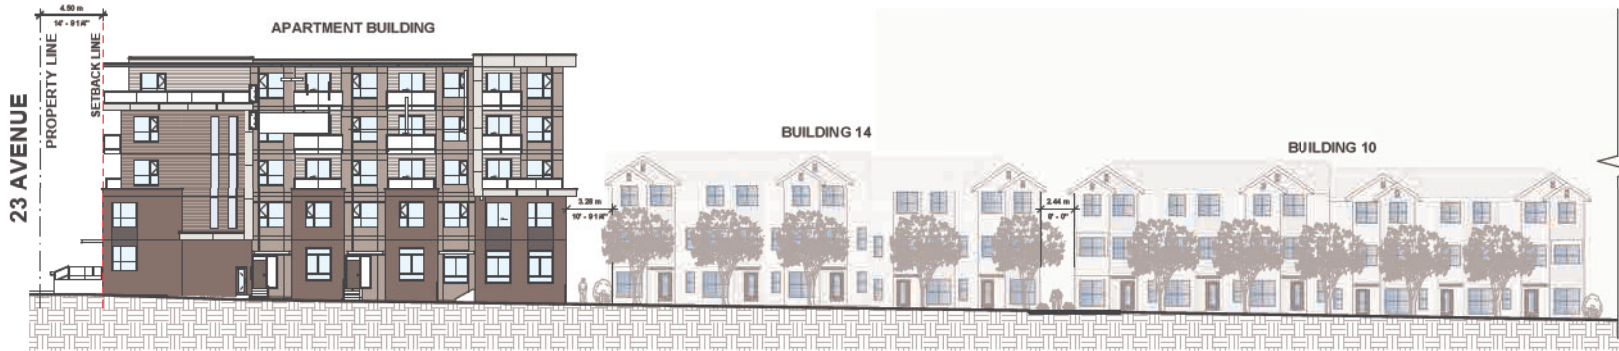 4.50 m
14' - 9 1/4"
APARTMENT BUILDING
23 AVENUE
PROPERTY LINE
SETBACK LINE
BUILDING 14
BUILDING 10
3.28 m
10' - 9 1/4"
2.44 m
8' - 0"